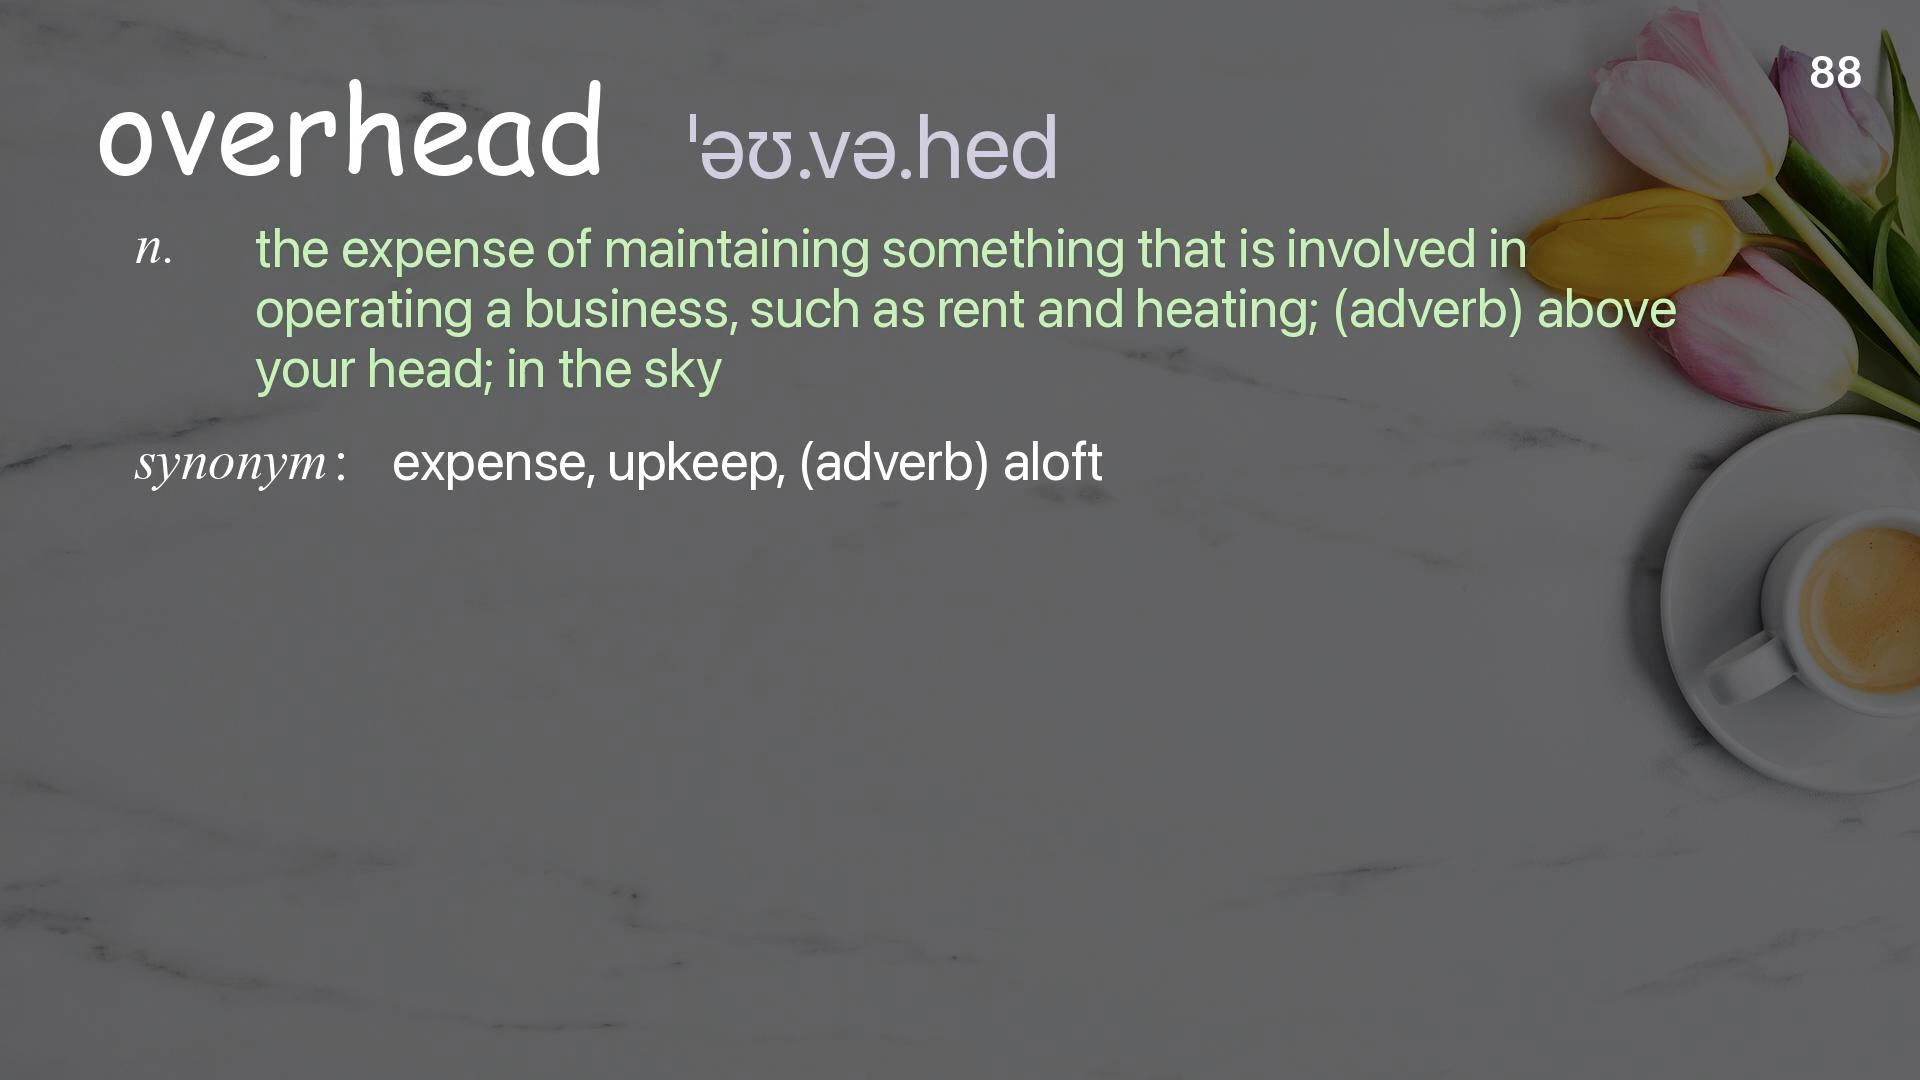 88
overhead ˈəʊ.və.hed
n. the expense of maintaining something that is involved in
operating a business, such as rent and heating; (adverb) above
your head; in the sky
synonym: expense, upkeep, (adverb) aloft